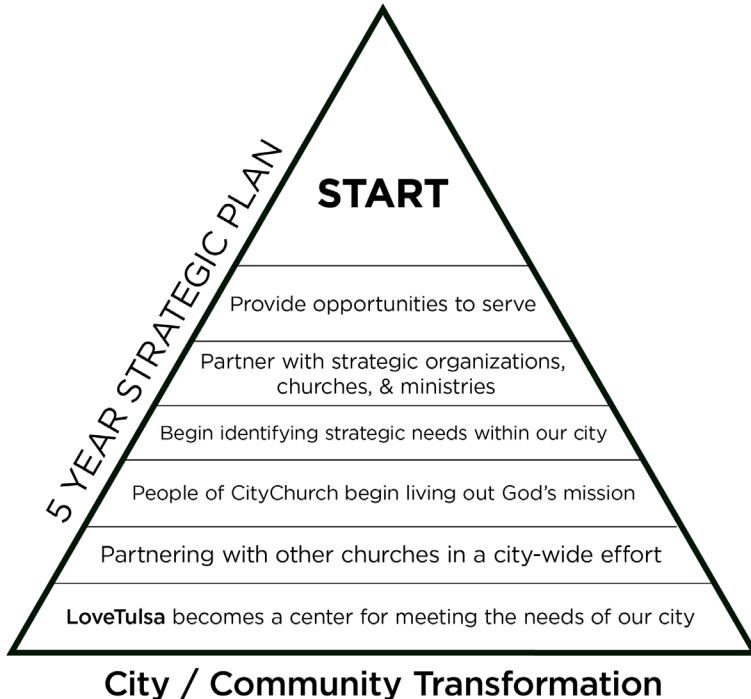 5 YEAR STRATEGIC PLAN
START
Provide opportunities to serve
Partner with strategic organizations,
churches, & ministries
Begin identifying strategic needs within our city
People of CityChurch begin living out God's mission
Partnering with other churches in a city-wide effort
LoveTulsa becomes a center for meeting the needs of our city
City / Community Transformation